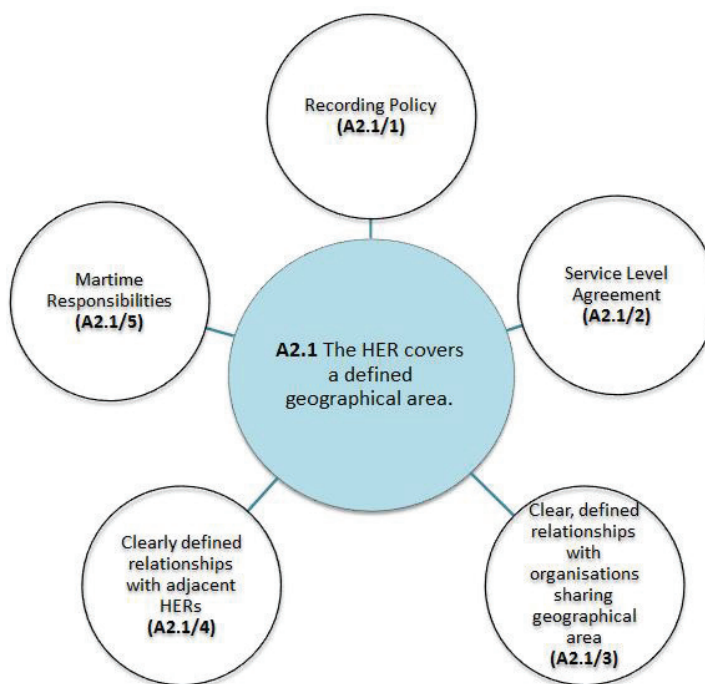 Recording Policy
(A2.1/1)
Martime
Responsibilities
(A2.1/5)
Service Level
Agreement
(A2.1/2)
A2.1 The HER covers
a defined
geographical area.
Clearly defined
relationships
with adjacent
HERs
(A2.1/4)
Clear, defined
relationships
with
organisations
sharing
geographical
area
(A2.1/3)